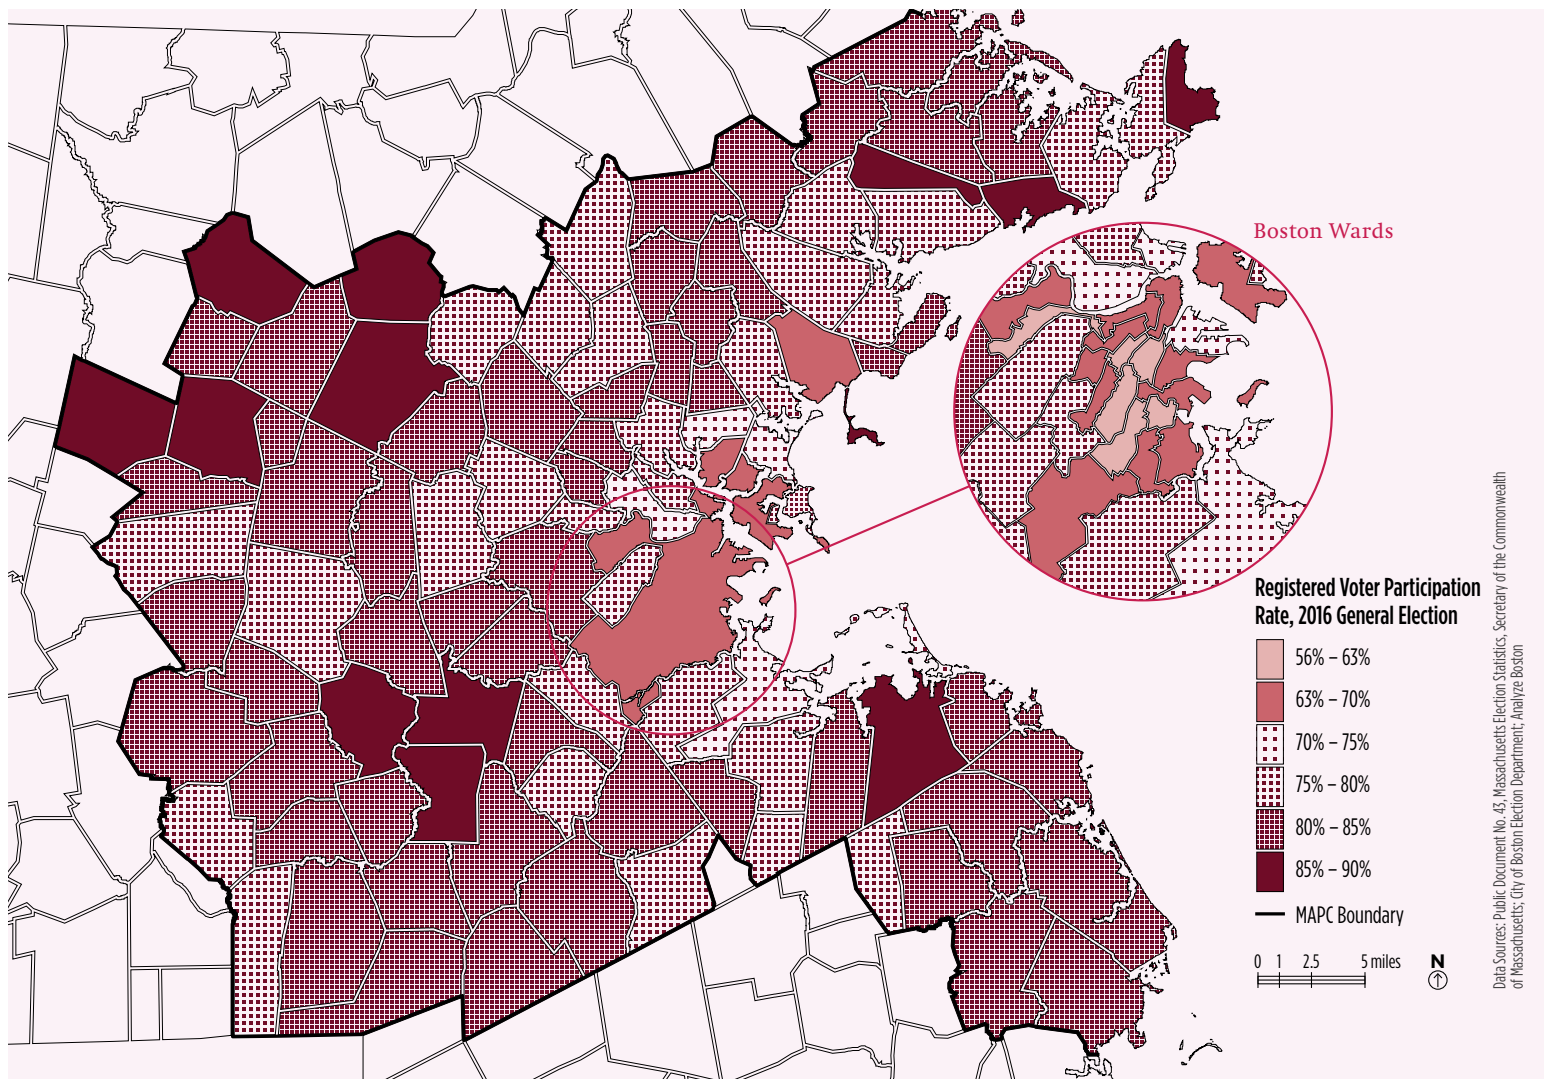 Boston Wards
Registered Voter Participation
Rate, 2016 General Election
56% – 63%
63% – 70%
70% – 75%
75% – 80%
80% – 85%
85% – 90%
MAPC Boundary
0 1 2.5 5 miles
N
Data Sources: Public Document No. 43, Massachusetts Election Statistics, Secretary of the Commonwealth
of Massachusetts; City of Boston Election Department; Analyze Boston